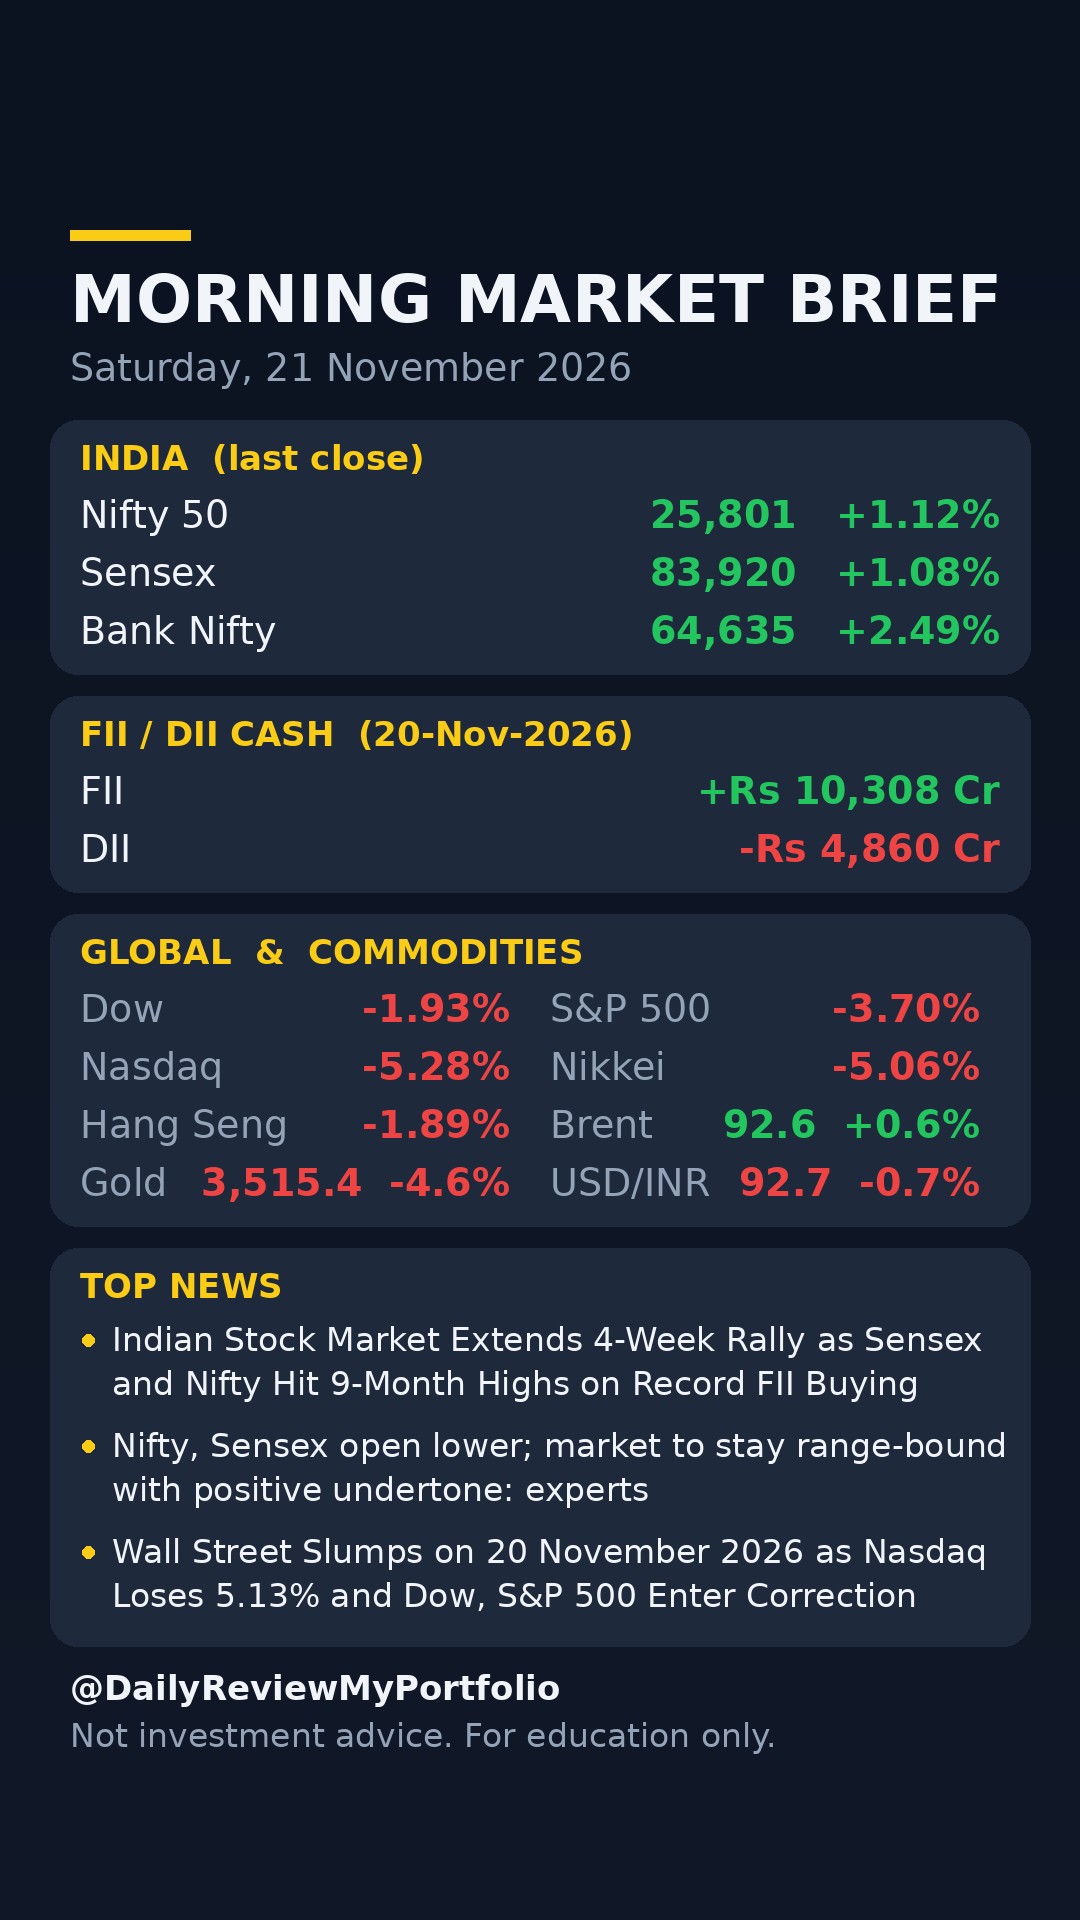 MORNING MARKET BRIEF
Saturday, 21 November 2026
INDIA (last close)
Nifty 50 25,801 +1.12%
Sensex 83,920 +1.08%
Bank Nifty 64,635 +2.49%
FII / DII CASH (20-Nov-2026)
FII +Rs 10,308 Cr
DII -Rs 4,860 Cr
GLOBAL & COMMODITIES
Dow -1.93% S&P 500 -3.70%
Nasdaq -5.28% Nikkei -5.06%
Hang Seng -1.89% Brent 92.6 +0.6%
Gold 3,515.4 -4.6% USD/INR 92.7 -0.7%
TOP NEWS
• Indian Stock Market Extends 4-Week Rally as Sensex
and Nifty Hit 9-Month Highs on Record FII Buying
• Nifty, Sensex open lower; market to stay range-bound
with positive undertone: experts
• Wall Street Slumps on 20 November 2026 as Nasdaq
Loses 5.13% and Dow, S&P 500 Enter Correction
@DailyReviewMyPortfolio
Not investment advice. For education only.